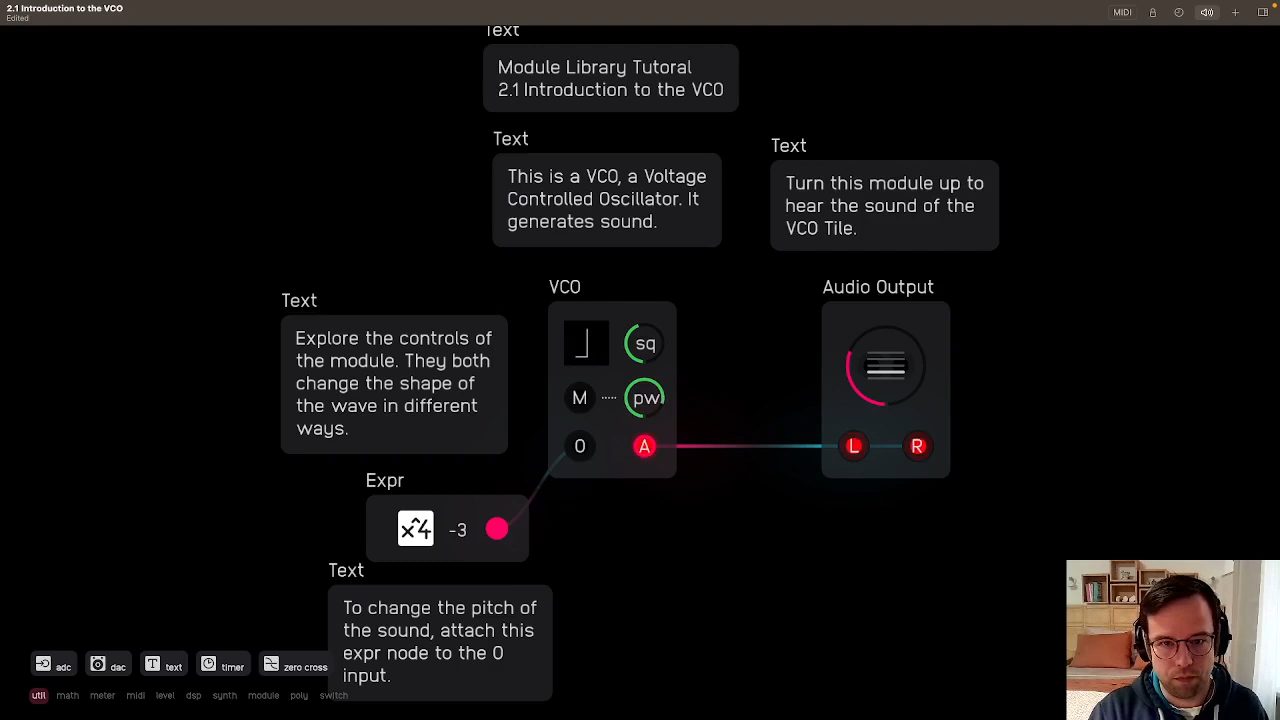 2.1 Introduction to the VCO
Edited
MIDI
Text
Module Library Tutoral
2.1 Introduction to the VCO
Text
This is a VCO, a Voltage
Controlled Oscillator. It
generates sound.
Text
Turn this module up to
hear the sound of the
VCO Tile.
Text
Explore the controls of
the module. They both
change the shape of
the wave in different
ways.
VCO
sq
M
pw
O
A
Audio Output
L
R
Expr
x^4
-3
Text
To change the pitch of
the sound, attach this
expr node to the O
input.
adc
dac
text
timer
zero cross
util
math
meter
midi
level
dsp
synth
module
poly
switch